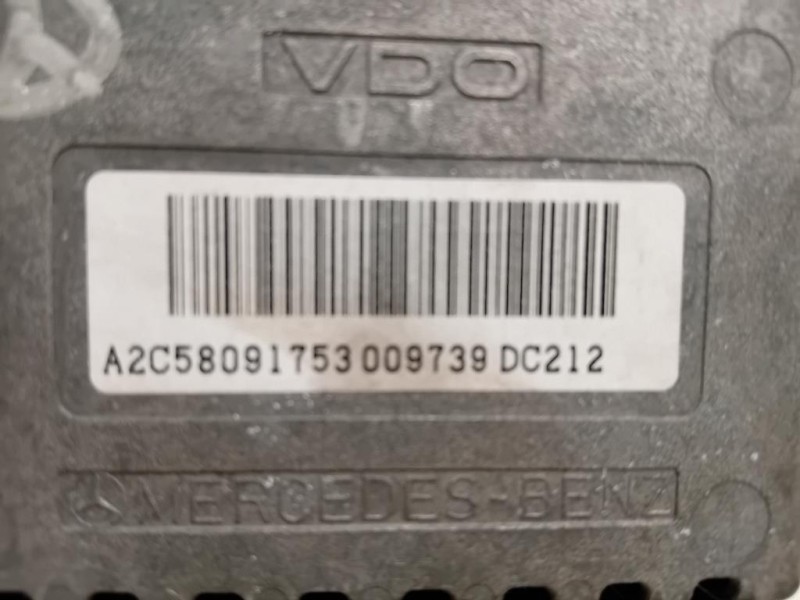 VDO
A2C58091753 009739 DC212
MERCEDES-BENZ